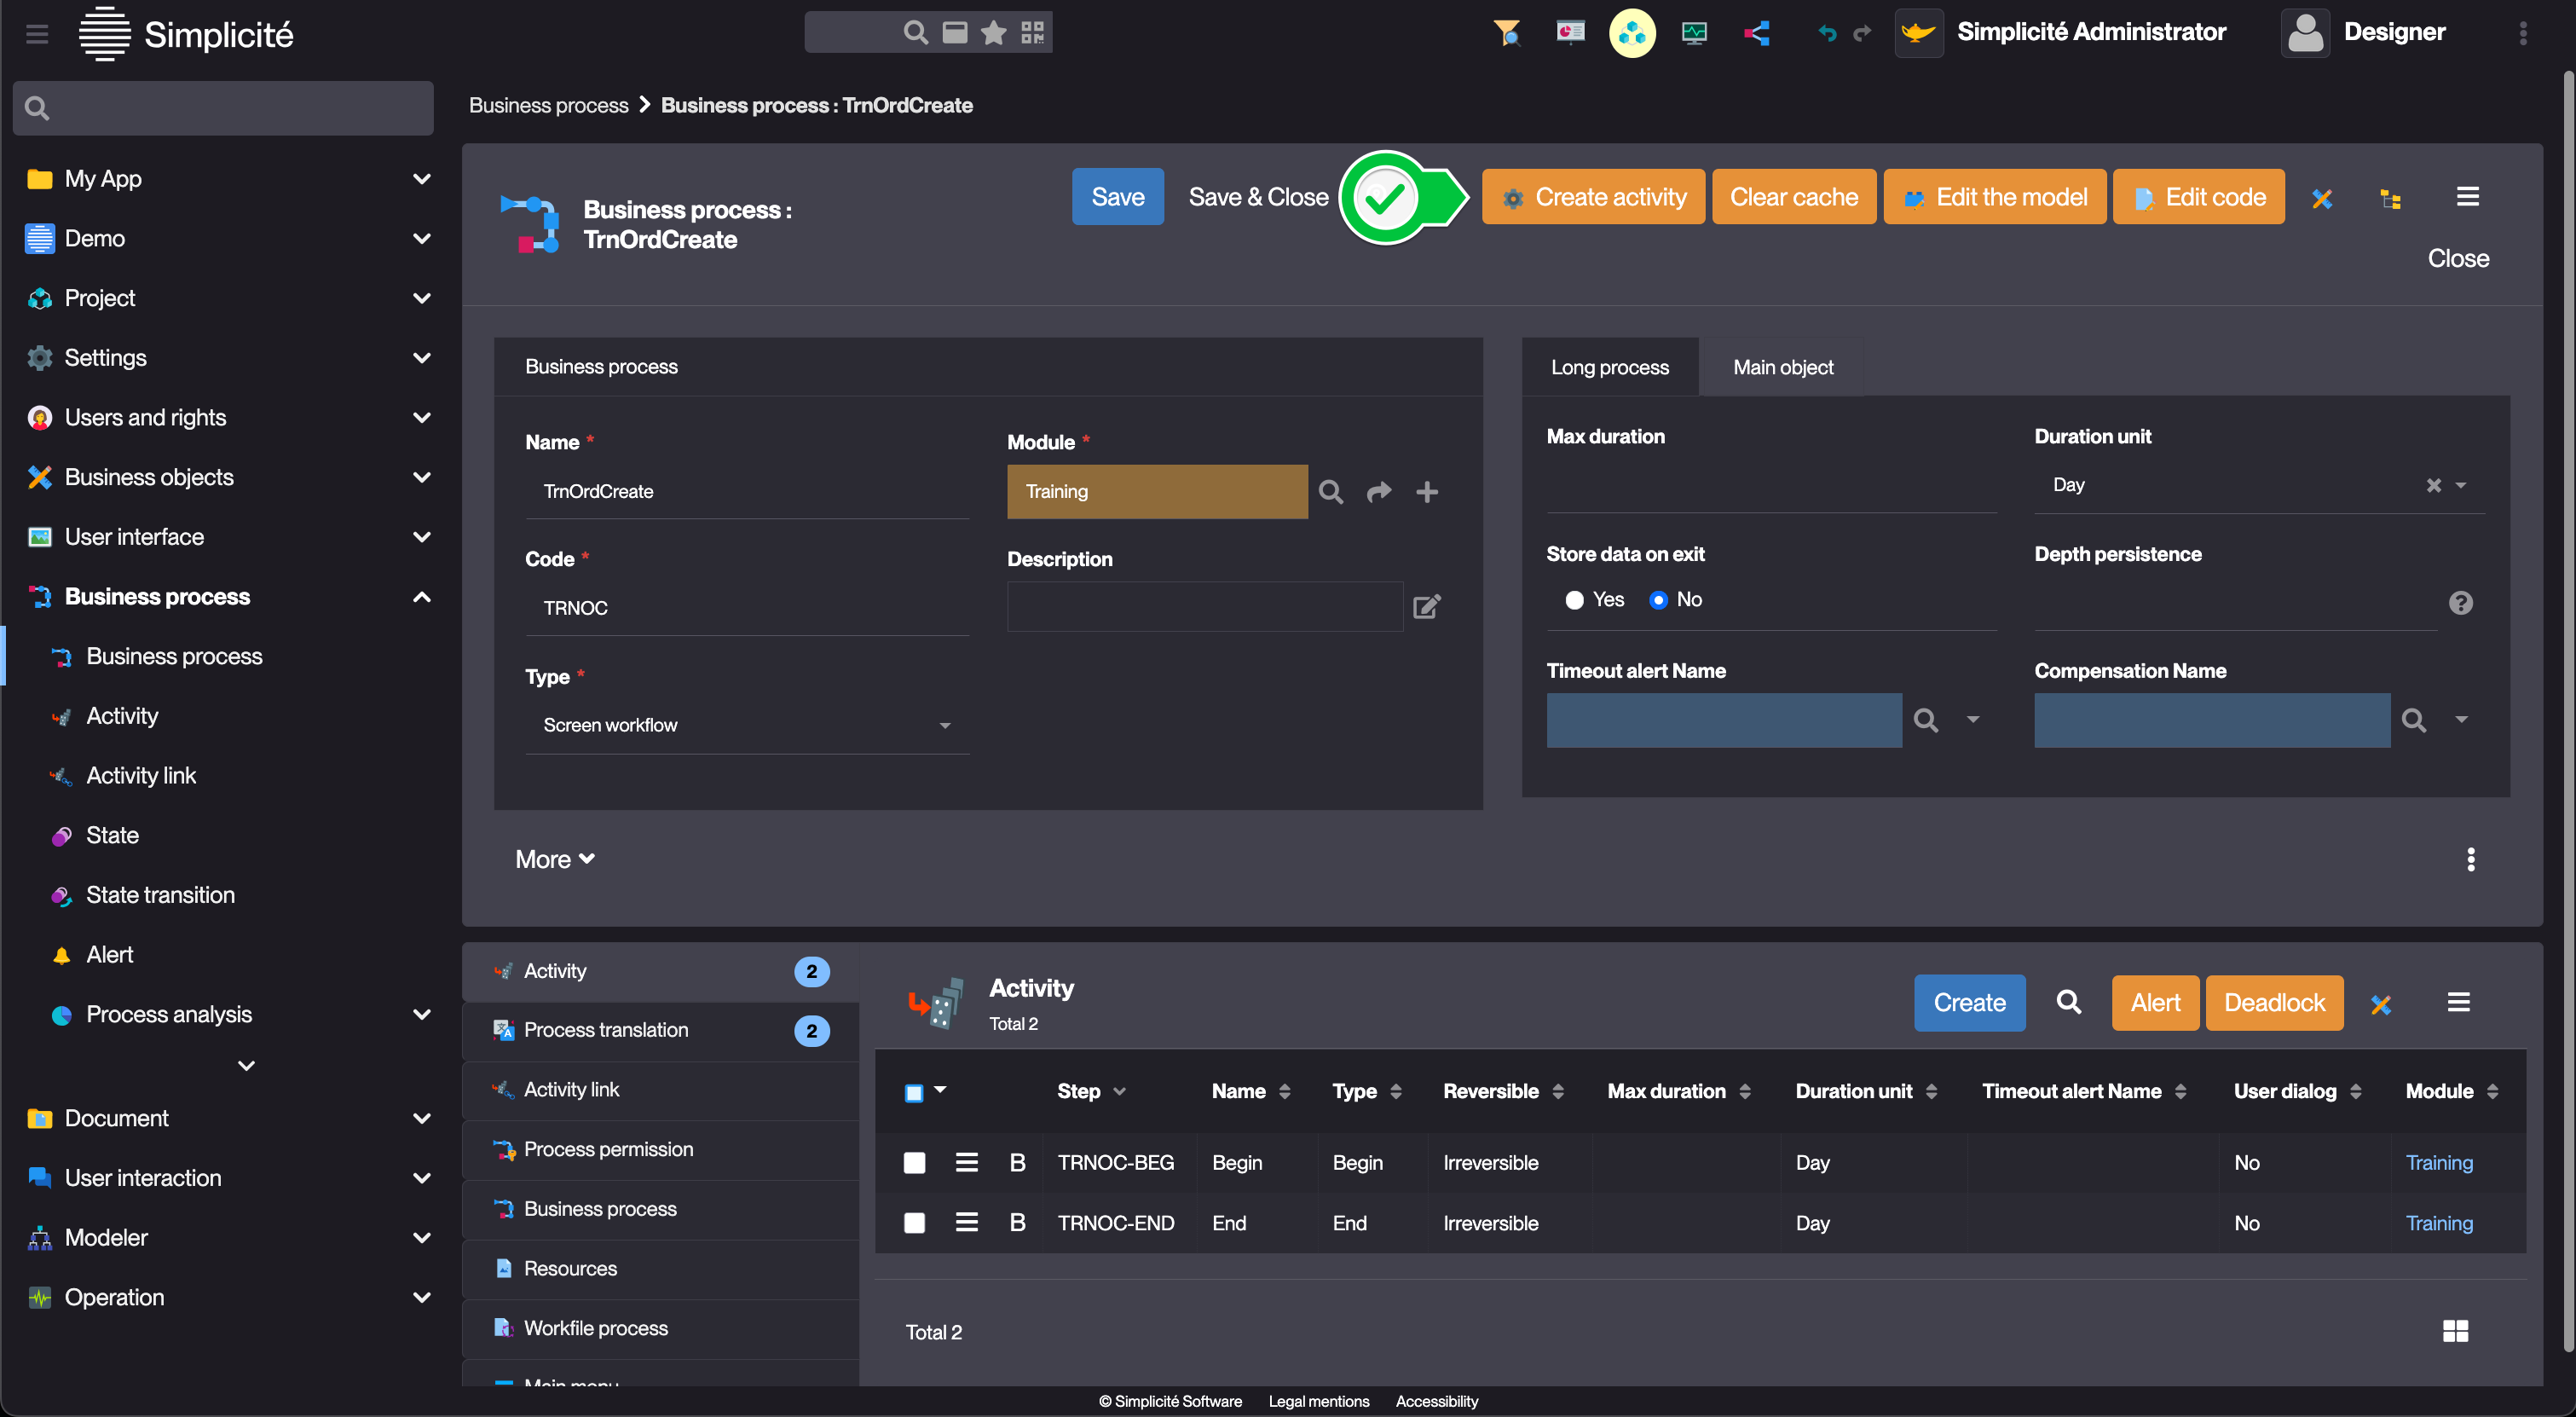 Simplicité
Simplicité Administrator
Designer
My App
Demo
Project
Settings
Users and rights
Business objects
User interface
Business process
Business process
Activity
Activity link
State
State transition
Alert
Process analysis
Document
User interaction
Modeler
Operation
Business process
Business process : TrnOrdCreate
Business process :
TrnOrdCreate
Save
Save & Close
Create activity
Clear cache
Edit the model
Edit code
Close
Business process
Name *
TrnOrdCreate
Module *
Training
Code *
TRNOC
Description
Type *
Screen workflow
Long process
Main object
Max duration
Duration unit
Day
Store data on exit
Yes
No
Depth persistence
Timeout alert Name
Compensation Name
More
Activity 2
Process translation 2
Activity link
Process permission
Business process
Resources
Workfile process
Main menu
Activity
Total 2
Create
Alert
Deadlock
Step Name Type Reversible Max duration Duration unit Timeout alert Name User dialog Module
B TRNOC-BEG Begin Begin Irreversible Day No Training
B TRNOC-END End End Irreversible Day No Training
Total 2
© Simplicité Software Legal mentions Accessibility